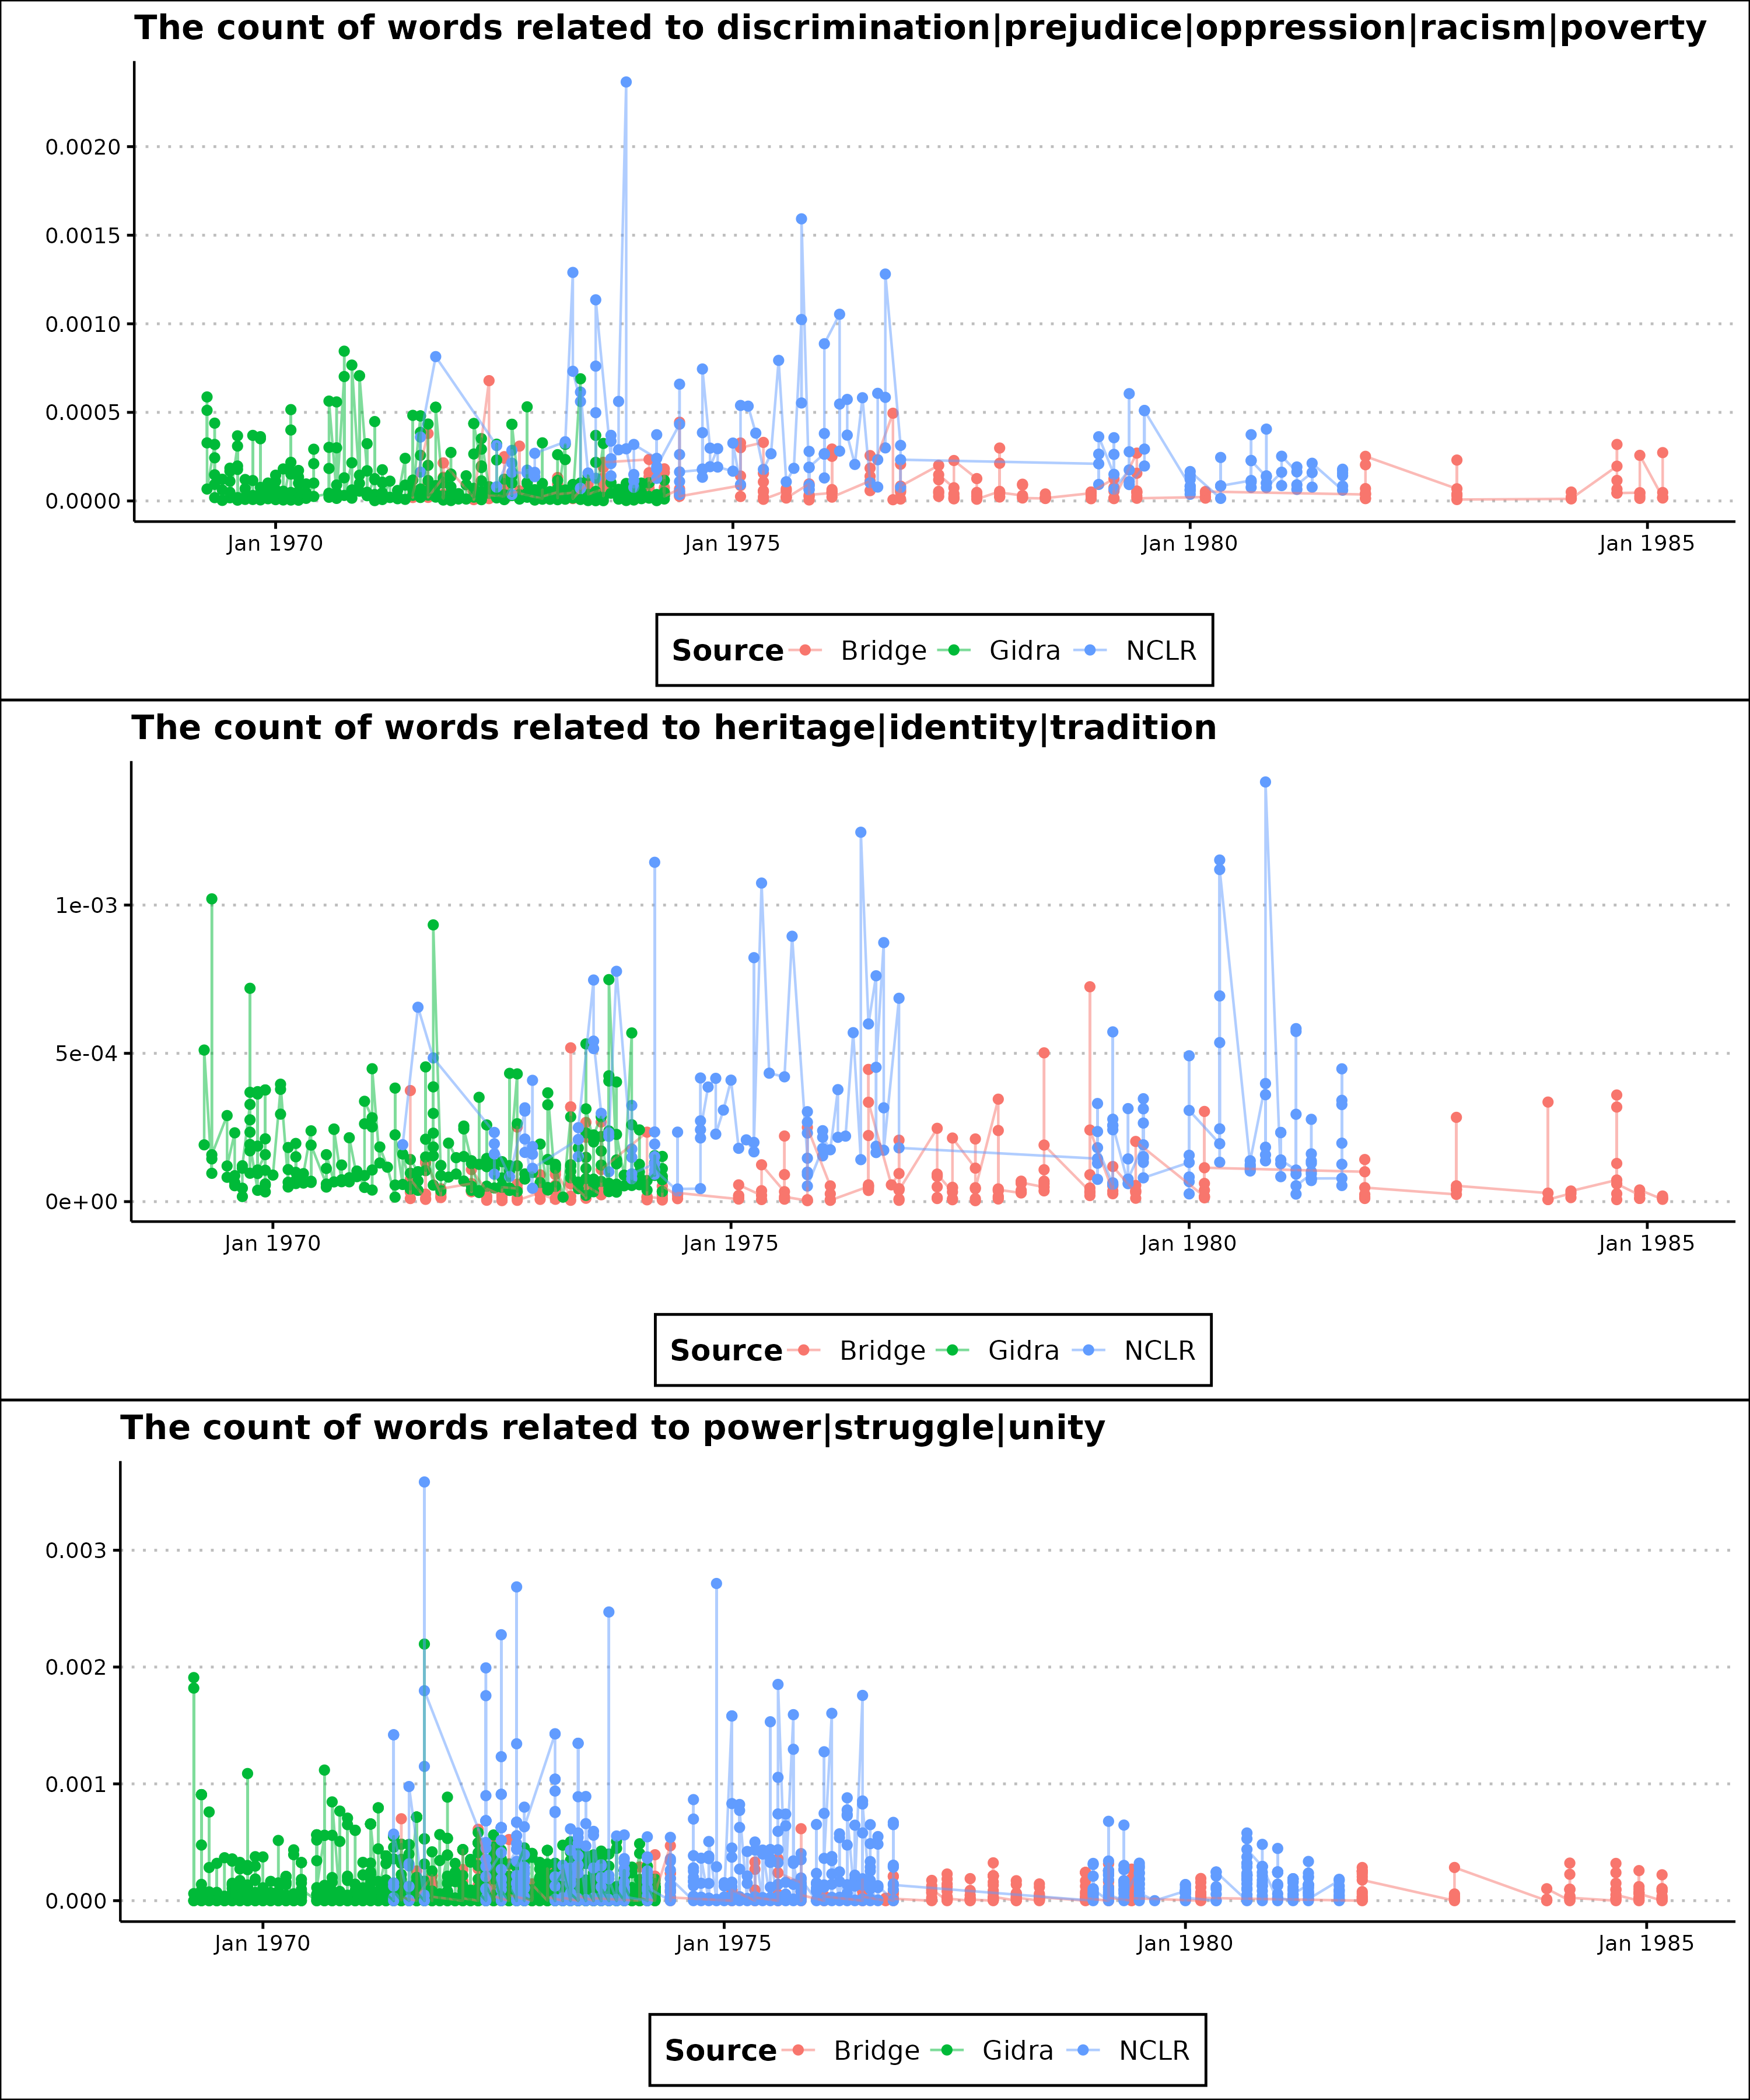 The count of words related to discrimination|prejudice|oppression|racism|poverty
0.0020
0.0015
0.0010
0.0005
0.0000
Jan 1970 Jan 1975 Jan 1980 Jan 1985
Source Bridge Gidra NCLR
The count of words related to heritage|identity|tradition
1e-03
5e-04
0e+00
Jan 1970 Jan 1975 Jan 1980 Jan 1985
Source Bridge Gidra NCLR
The count of words related to power|struggle|unity
0.003
0.002
0.001
0.000
Jan 1970 Jan 1975 Jan 1980 Jan 1985
Source Bridge Gidra NCLR